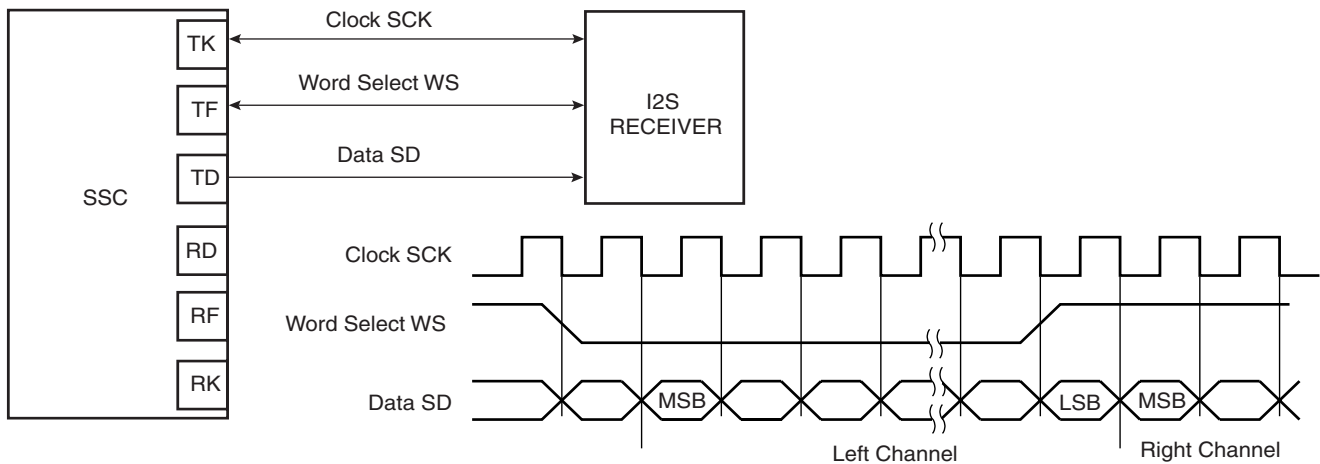 Clock SCK
TK
Word Select WS
TF
I2S
RECEIVER
Data SD
TD
SSC
RD
Clock SCK
RF
Word Select WS
RK
Data SD
MSB
LSB
MSB
Left Channel
Right Channel